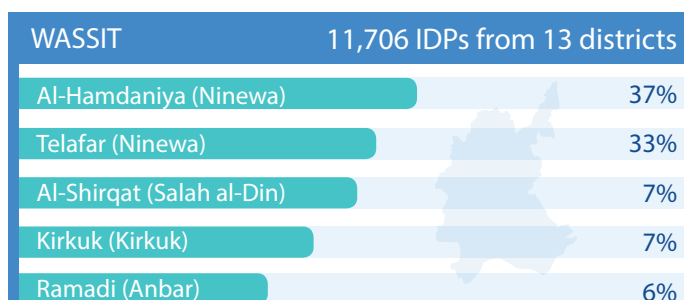 WASSIT 11,706 IDPs from 13 districts
Al-Hamdaniya (Ninewa) 37%
Telafar (Ninewa) 33%
Al-Shirqat (Salah al-Din) 7%
Kirkuk (Kirkuk) 7%
Ramadi (Anbar) 6%